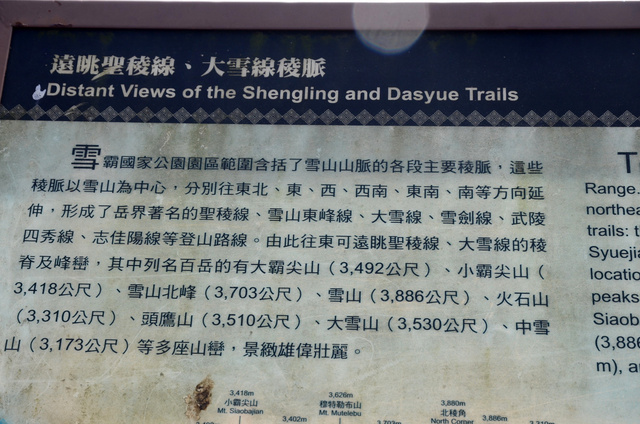 遠眺聖稜線、大雪線稜脈
Distant Views of the Shengling and Dasyue Trails
雪霸國家公園園區範圍含括了雪山山脈的各段主要稜脈，這些
稜脈以雪山為中心，分別往東北、東、西、西南、東南、南等方向延
伸，形成了岳界著名的聖稜線、雪山東峰線、大雪線、雪劍線、武陵
四秀線、志佳陽線等登山路線。由此往東可遠眺聖稜線、大雪線的稜
脊及峰巒，其中列名百岳的有大霸尖山（3,492公尺）、小霸尖山（
3,418公尺）、雪山北峰（3,703公尺）、雪山（3,886公尺）、火石山
（3,310公尺）、頭鷹山（3,510公尺）、大雪山（3,530公尺）、中雪
山（3,173公尺）等多座山巒，景緻雄偉壯麗。
T
Range.
northea
trails: t
Syueji
locatio
peaks
Siaob
(3,886
m), a
3,418m
小霸尖山
Mt. Siaobajian
3,402m
3,626m
穆特勒布山
Mt. Mutelebu
3,703m
3,880m
北稜角
North Corner
3,886m
3,310m